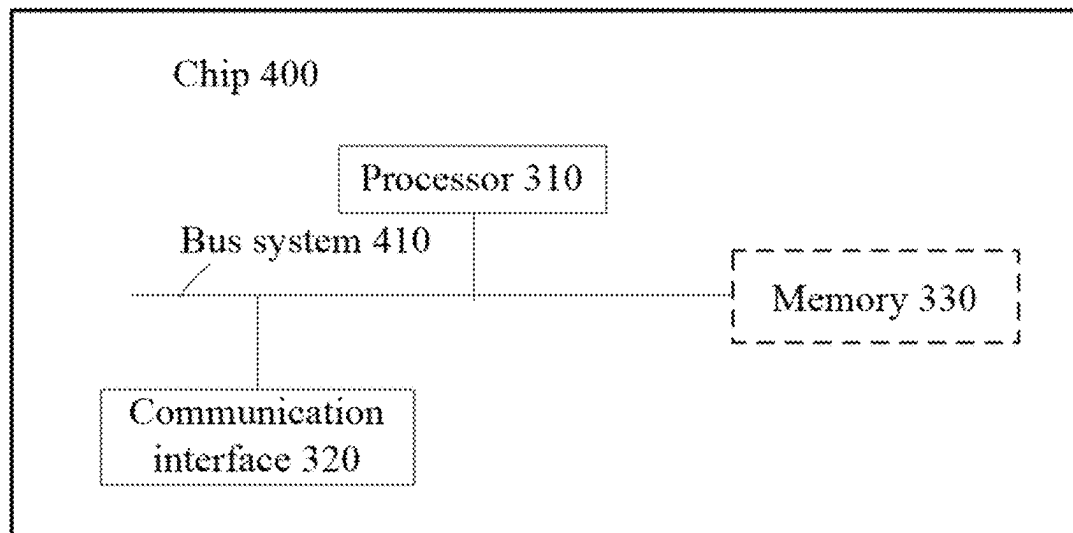 Chip 400
Processor 310
Bus system 410
Memory 330
Communication
interface 320